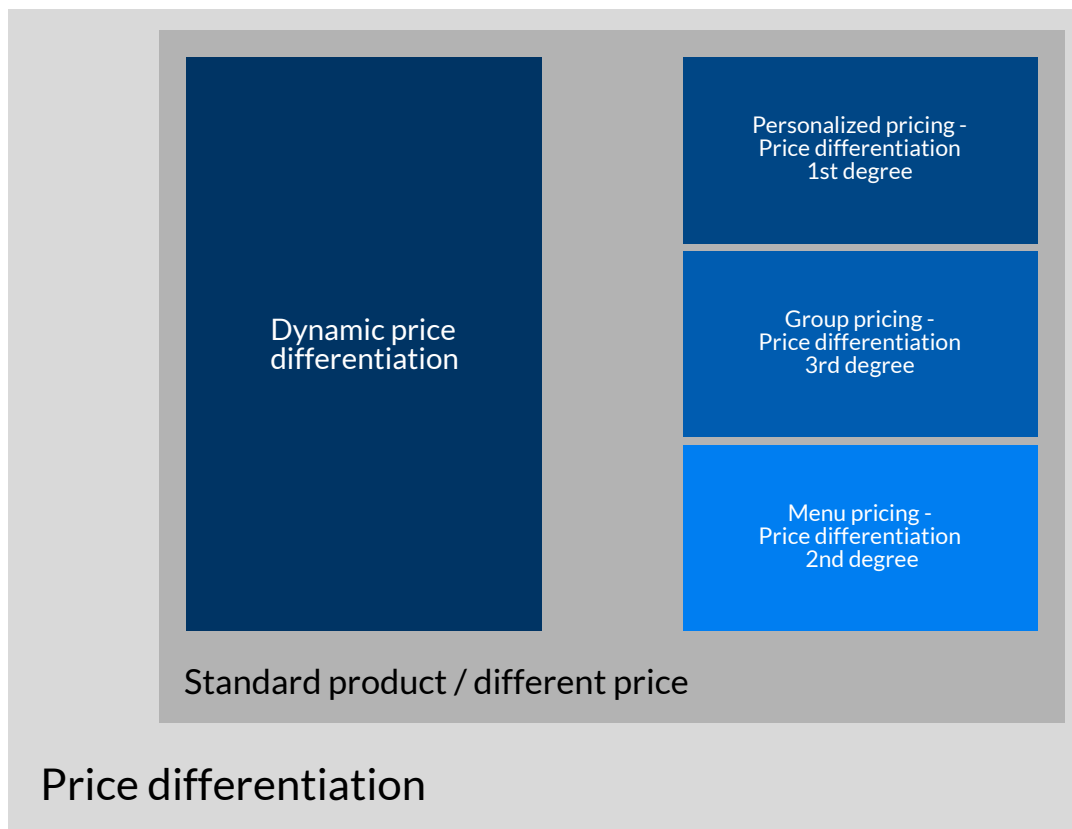 Dynamic price
differentiation
Personalized pricing -
Price differentiation
1st degree
Group pricing -
Price differentiation
3rd degree
Menu pricing -
Price differentiation
2nd degree
Standard product / different price
Price differentiation